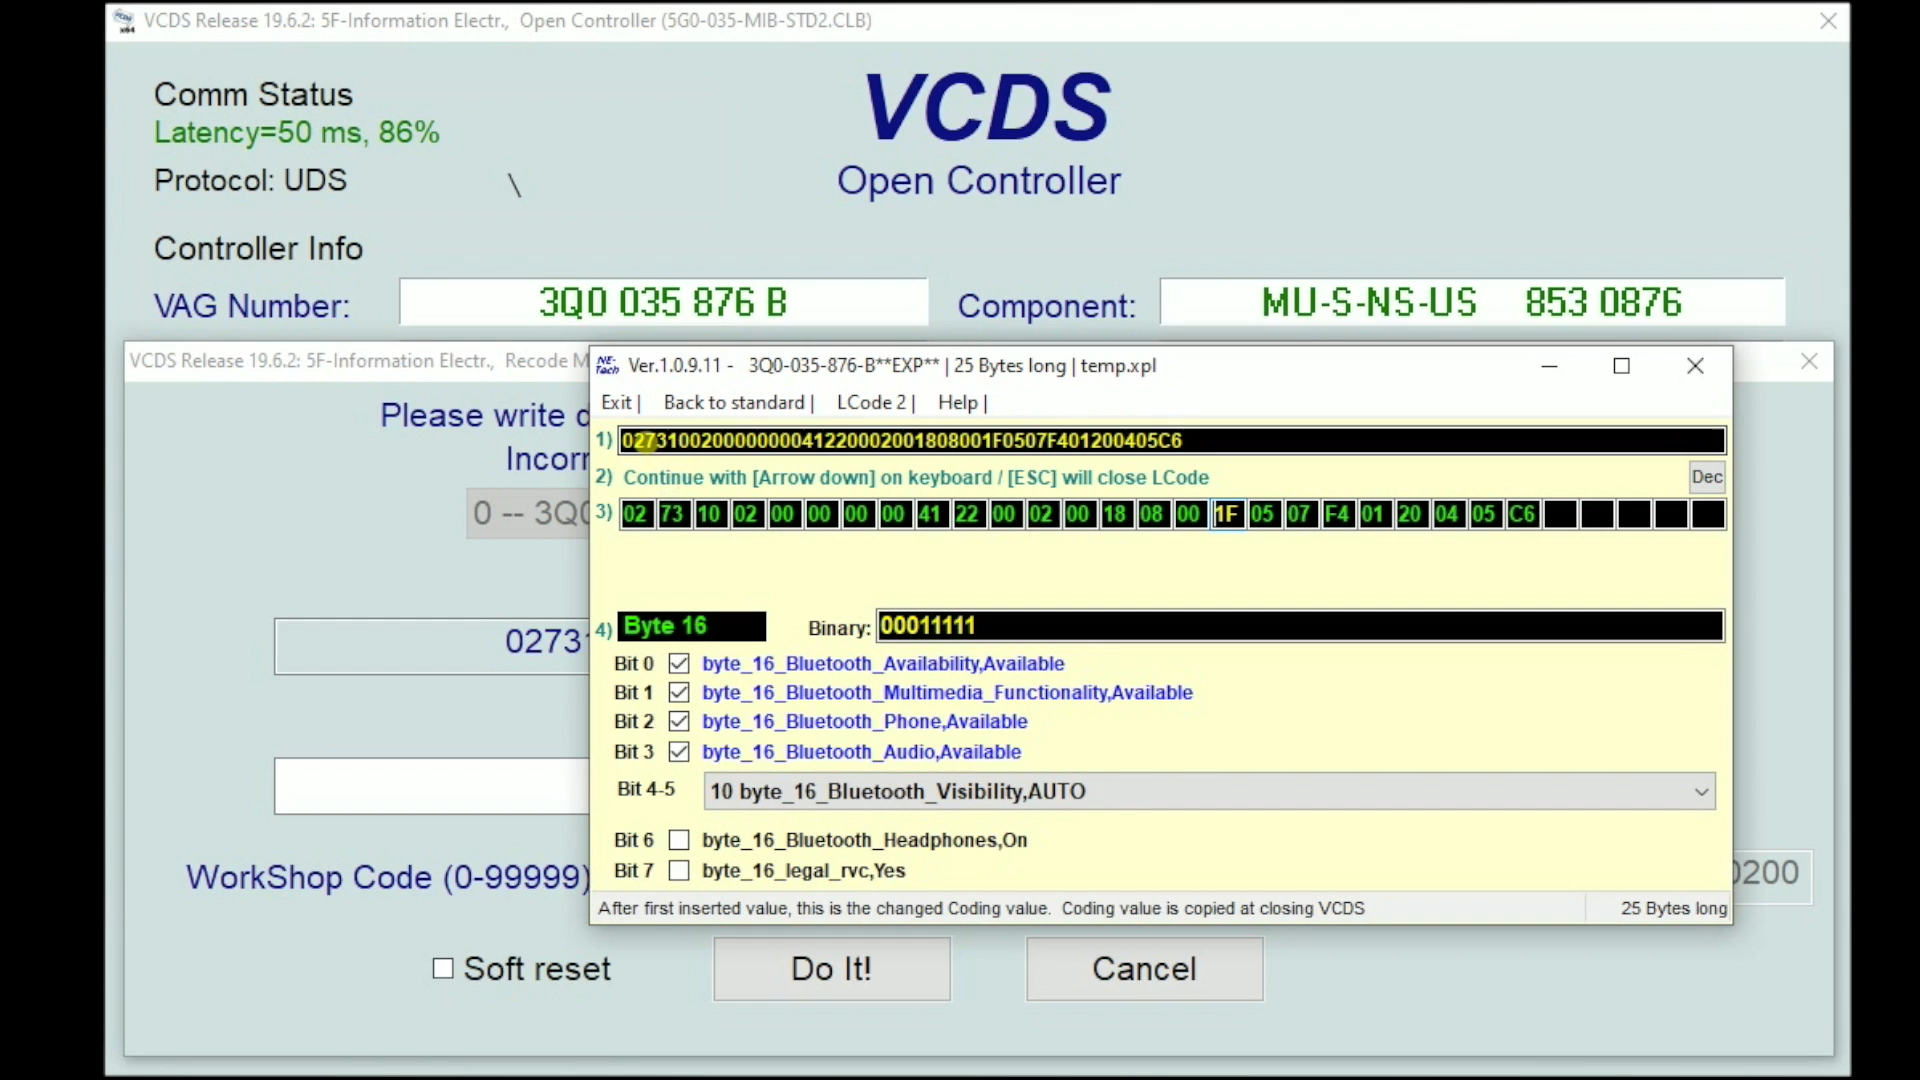 VCDS Release 19.6.2: 5F-Information Electr., Open Controller (5G0-035-MIB-STD2.CLB)
Comm Status
Latency=50 ms, 86%
Protocol: UDS
\
VCDS
Open Controller
Controller Info
VAG Number:
3Q0 035 876 B
Component:
MU-S-NS-US 853 0876
VCDS Release 19.6.2: 5F-Information Electr., Recode M
Please write d
Incorr
0 -- 3Q0
0273
WorkShop Code (0-99999)
0200
Soft reset
Do It!
Cancel
NE-Tech
Ver.1.0.9.11 - 3Q0-035-876-B**EXP** | 25 Bytes long | temp.xpl
Exit | Back to standard | LCode 2 | Help |
1) 02731002000000004122000200180800 1F0507F401200405C6
2) Continue with [Arrow down] on keyboard / [ESC] will close LCode
Dec
3) 02 73 10 02 00 00 00 00 41 22 00 02 00 18 08 00 1F 05 07 F4 01 20 04 05 C6
4) Byte 16 Binary: 00011111
Bit 0 byte_16_Bluetooth_Availability,Available
Bit 1 byte_16_Bluetooth_Multimedia_Functionality,Available
Bit 2 byte_16_Bluetooth_Phone,Available
Bit 3 byte_16_Bluetooth_Audio,Available
Bit 4-5 10 byte_16_Bluetooth_Visibility,AUTO
Bit 6 byte_16_Bluetooth_Headphones,On
Bit 7 byte_16_legal_rvc,Yes
After first inserted value, this is the changed Coding value. Coding value is copied at closing VCDS
25 Bytes long